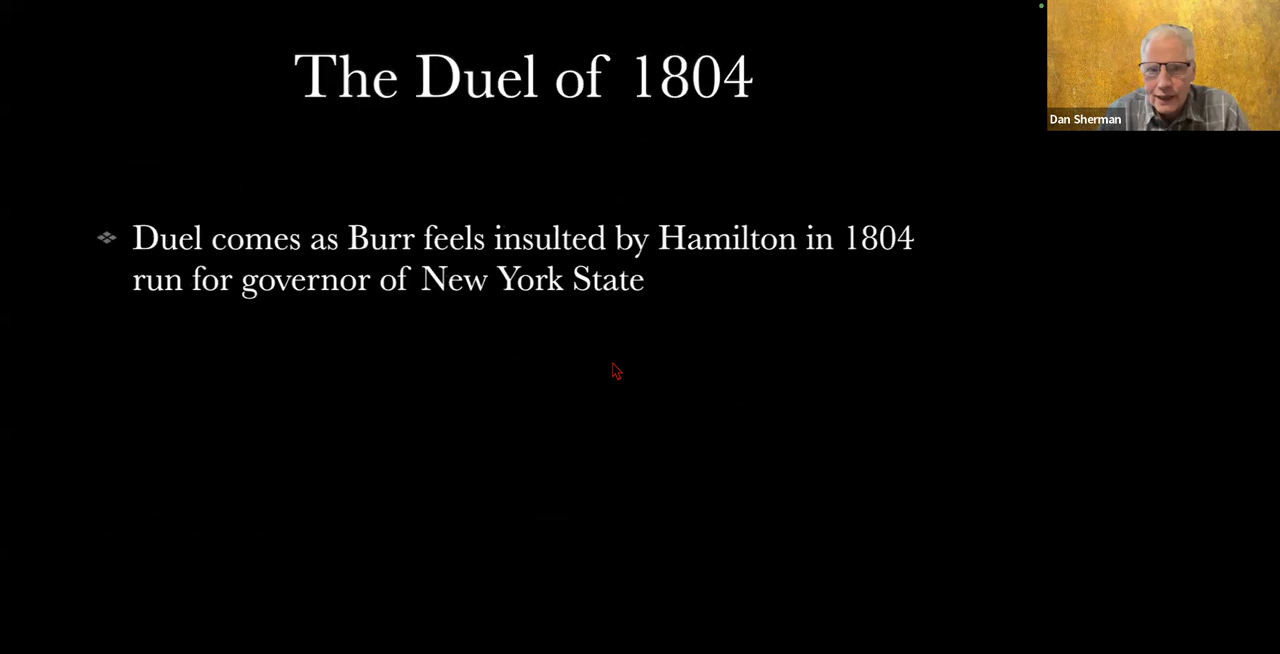 The Duel of 1804
Dan Sherman
Duel comes as Burr feels insulted by Hamilton in 1804
run for governor of New York State